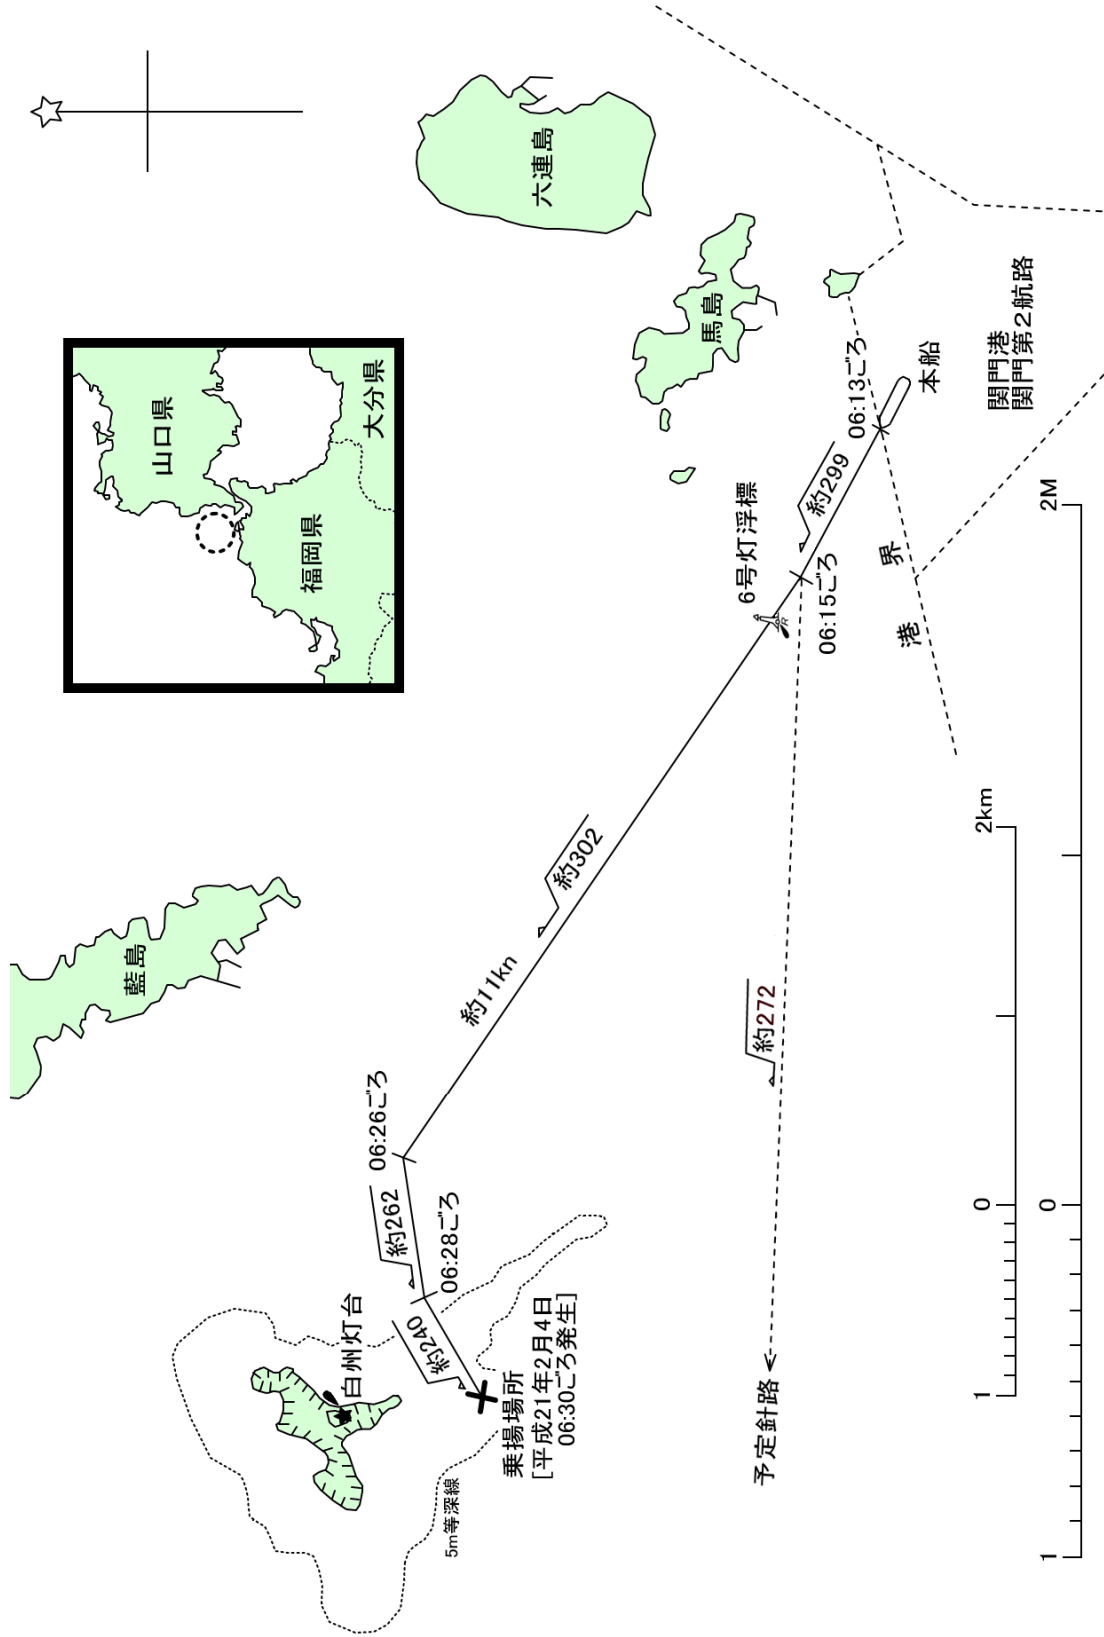 山口県
福岡県
大分県
六連島
馬島
藍島
白州灯台
6号灯浮標
本船
関門港
関門第2航路
港
界
06:13ごろ
約299
06:15ごろ
約302
約11kn
06:26ごろ
約262
06:28ごろ
約240
乗揚場所
[平成21年2月4日
06:30ごろ発生]
5m等深線
約272
予定針路
1 0 2km
1 0 2M
R